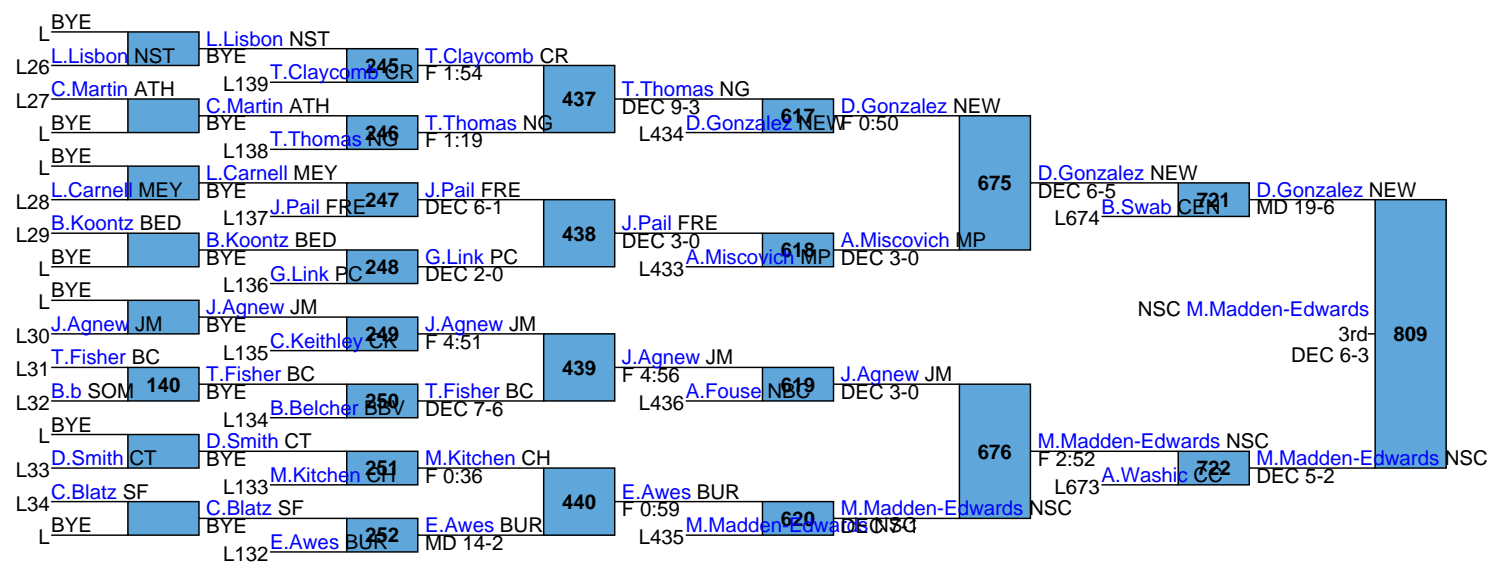 BYE
L
L.Lisbon NST
L26
L.Lisbon NST
BYE
C.Martin ATH
L27
BYE
L
C.Martin ATH
BYE
BYE
L
L.Carnell MEY
L28
L.Carnell MEY
BYE
B.Koontz BED
L29
BYE
L
B.Koontz BED
BYE
BYE
L
J.Agnew JM
L30
J.Agnew JM
BYE
T.Fisher BC
L31
140
B.b SOM
L32
T.Fisher BC
BYE
BYE
L
D.Smith CT
L33
D.Smith CT
BYE
C.Blatz SF
L34
BYE
L
C.Blatz SF
BYE
245
T.Claycomb CR
L139
T.Claycomb CR
F 1:54
246
T.Thomas NG
L138
T.Thomas NG
F 1:19
247
J.Pail FRE
L137
J.Pail FRE
DEC 6-1
248
G.Link PC
L136
G.Link PC
DEC 2-0
249
C.Keithley CK
L135
J.Agnew JM
F 4:51
250
B.Belcher BBV
L134
T.Fisher BC
DEC 7-6
251
M.Kitchen CH
L133
M.Kitchen CH
F 0:36
252
E.Awes BUR
L132
E.Awes BUR
MD 14-2
437
T.Thomas NG
DEC 9-3
438
J.Pail FRE
DEC 3-0
439
J.Agnew JM
F 4:56
440
E.Awes BUR
F 0:59
617
D.Gonzalez NEW
L434
D.Gonzalez NEW
F 0:50
618
A.Miscovich MP
L433
A.Miscovich MP
DEC 3-0
619
A.Fouse NBC
L436
J.Agnew JM
DEC 3-0
620
M.Madden-Edwards NSC
L435
M.Madden-Edwards NSC
DEC 7-1
675
D.Gonzalez NEW
DEC 6-5
676
M.Madden-Edwards NSC
F 2:52
721
B.Swab CEN
L674
D.Gonzalez NEW
MD 19-6
722
A.Washic CC
L673
M.Madden-Edwards NSC
DEC 5-2
809
NSC M.Madden-Edwards
3rd
DEC 6-3